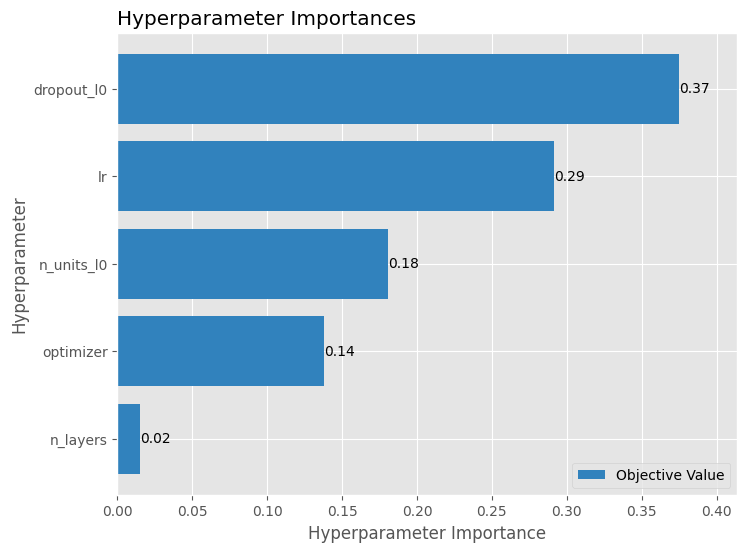 Hyperparameter Importances
Hyperparameter
dropout_l0
0.37
lr
0.29
n_units_l0
0.18
optimizer
0.14
n_layers
0.02
Objective Value
0.00 0.05 0.10 0.15 0.20 0.25 0.30 0.35 0.40
Hyperparameter Importance